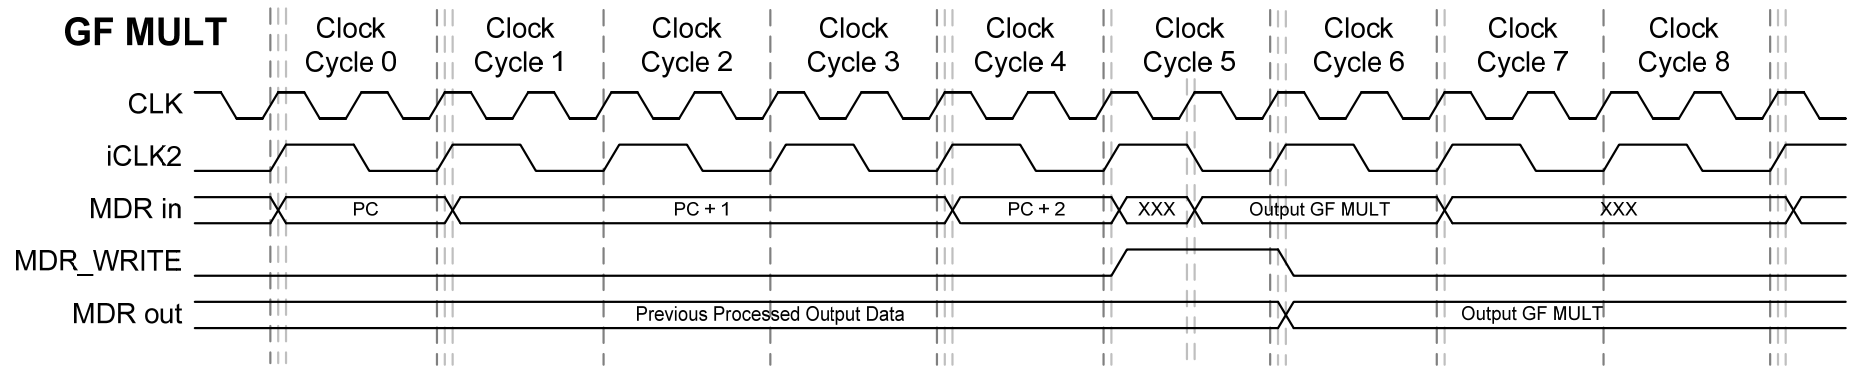 GF MULT
Clock Cycle 0
Clock Cycle 1
Clock Cycle 2
Clock Cycle 3
Clock Cycle 4
Clock Cycle 5
Clock Cycle 6
Clock Cycle 7
Clock Cycle 8
CLK
iCLK2
MDR in
PC
PC + 1
PC + 2
XXX
Output GF MULT
XXX
MDR_WRITE
MDR out
Previous Processed Output Data
Output GF MULT